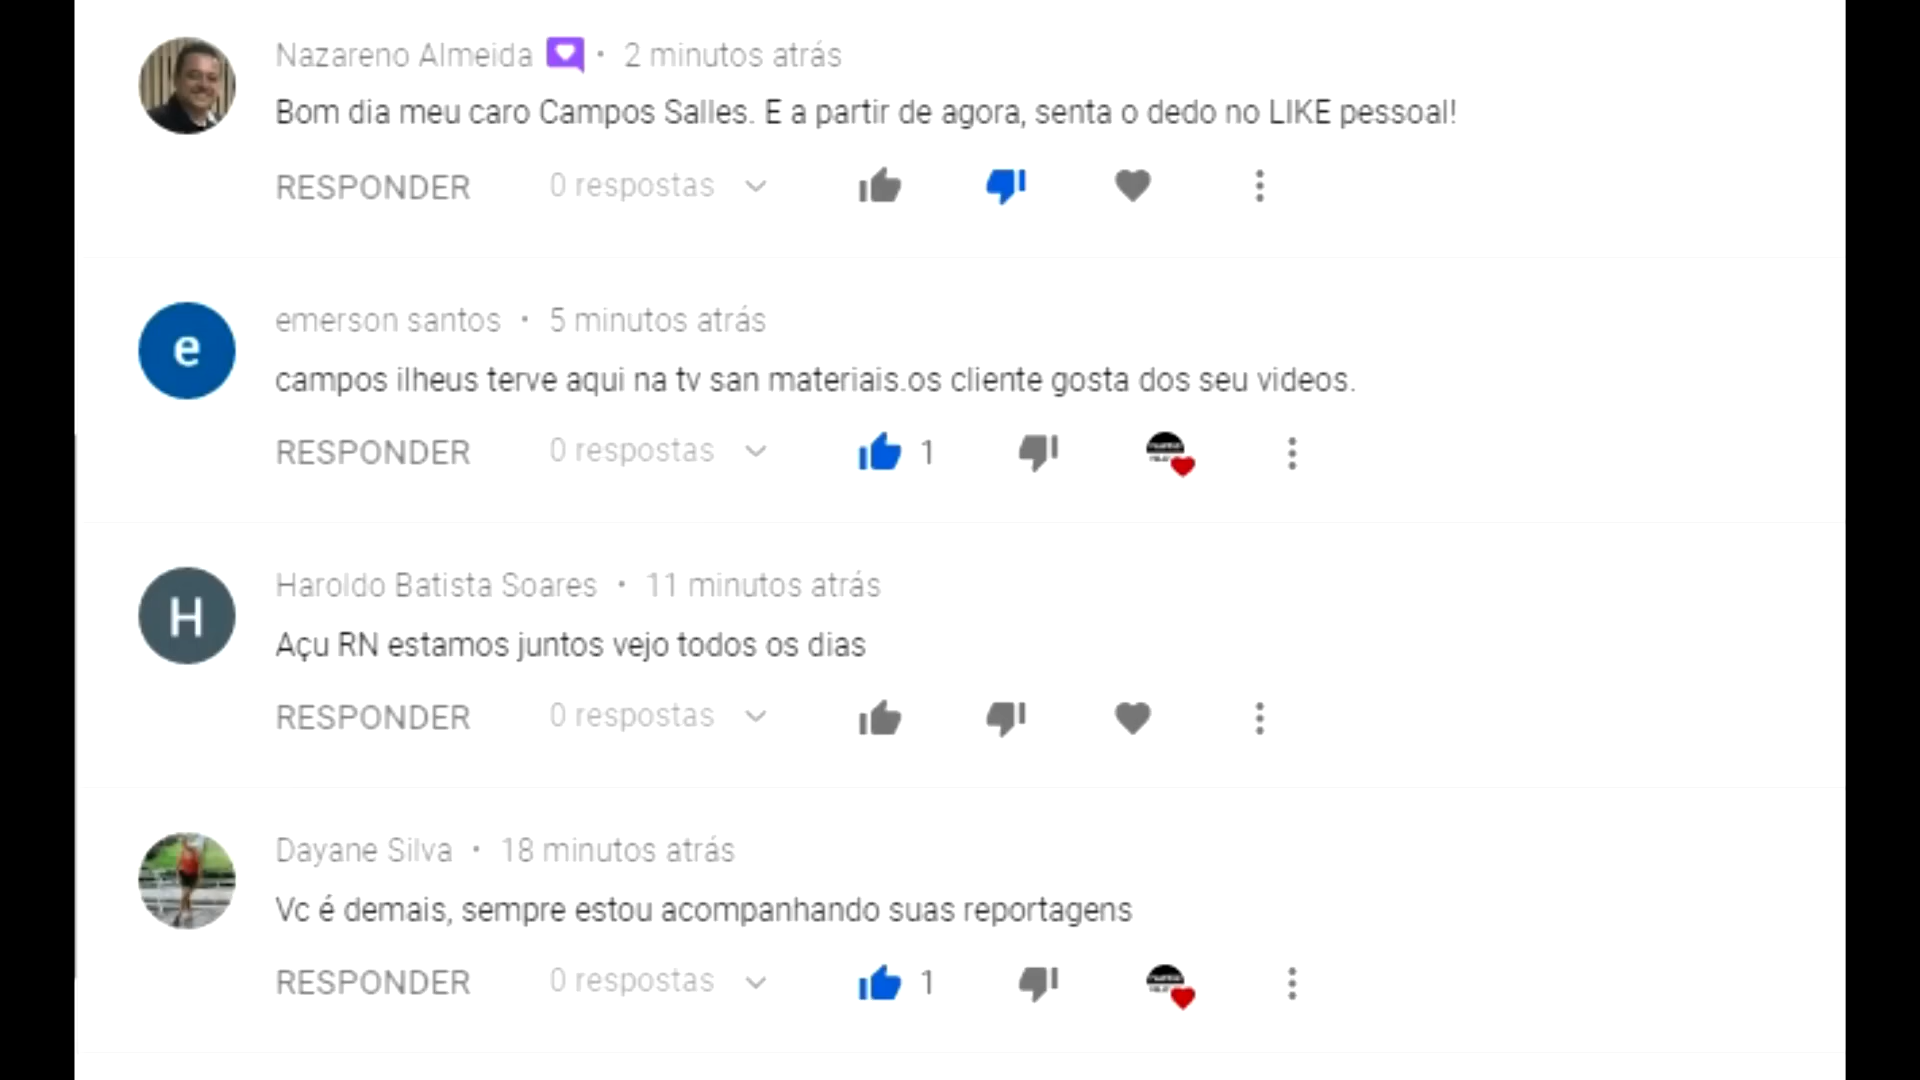 Nazareno Almeida • 2 minutos atrás
Bom dia meu caro Campos Salles. E a partir de agora, senta o dedo no LIKE pessoal!
RESPONDER 0 respostas
e
emerson santos • 5 minutos atrás
campos ilheus terve aqui na tv san materiais.os cliente gosta dos seu videos.
RESPONDER 0 respostas 1
H
Haroldo Batista Soares • 11 minutos atrás
Açu RN estamos juntos vejo todos os dias
RESPONDER 0 respostas
Dayane Silva • 18 minutos atrás
Vc é demais, sempre estou acompanhando suas reportagens
RESPONDER 0 respostas 1